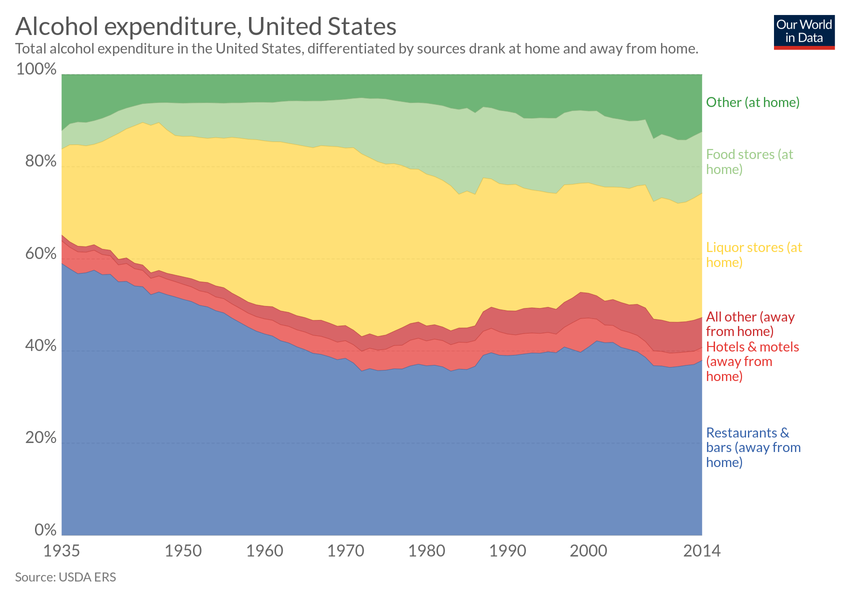 Alcohol expenditure, United States
Our World
in Data
Total alcohol expenditure in the United States, differentiated by sources drank at home and away from home.
100%
80%
60%
40%
20%
0%
Other (at home)
Food stores (at
home)
Liquor stores (at
home)
All other (away
from home)
Hotels & motels
(away from
home)
Restaurants &
bars (away from
home)
1935 1950 1960 1970 1980 1990 2000 2014
Source: USDA ERS